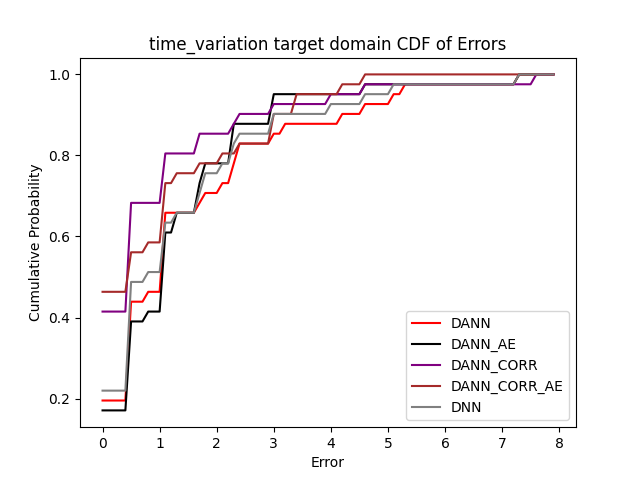 time_variation target domain CDF of Errors
Cumulative Probability
1.0
0.8
0.6
0.4
0.2
0 1 2 3 4 5 6 7 8
Error
DANN
DANN_AE
DANN_CORR
DANN_CORR_AE
DNN